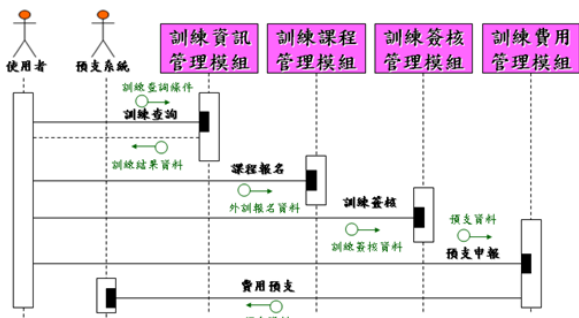 使用者
預支系統
訓練資訊
管理模組
訓練課程
管理模組
訓練簽核
管理模組
訓練費用
管理模組
訓練查詢條件
訓練查詢
訓練結果資料
課程報名
外訓報名資料
訓練簽核
訓練簽核資料
預支資料
預支申報
費用預支